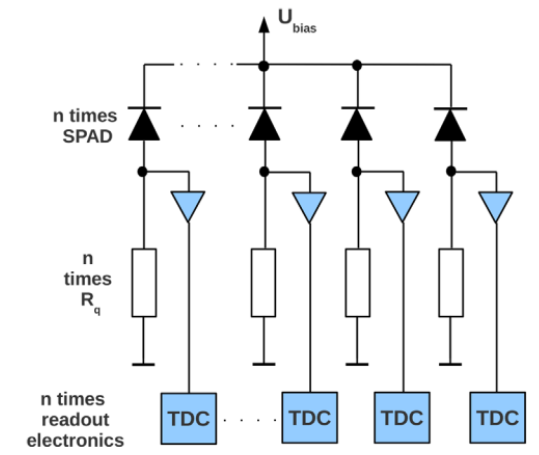 U bias
n times
SPAD
n
times
R q
n times
readout
electronics
TDC TDC TDC TDC